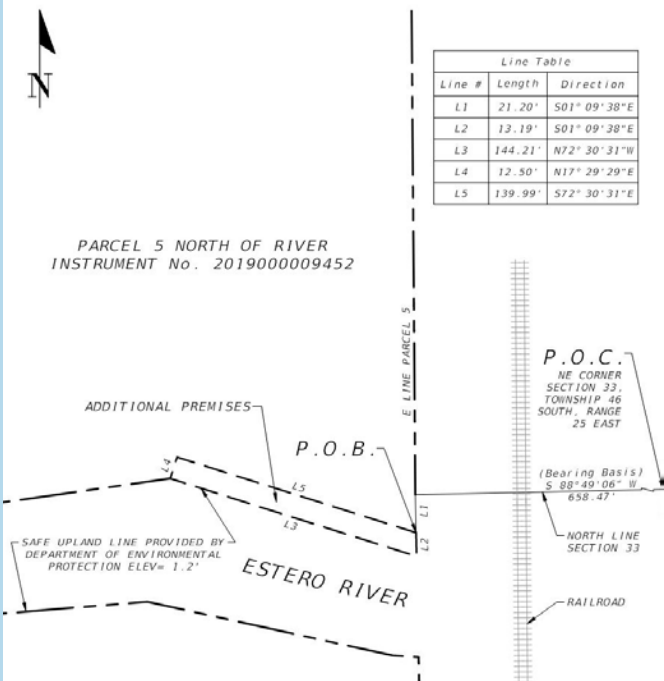 N
Line Table
Line # Length Direction
L1 21.20' S01° 09'38"E
L2 13.19' S01° 09'38"E
L3 144.21' N72° 30'31"W
L4 12.50' N17° 29'29"E
L5 139.99' S72° 30'31"E
PARCEL 5 NORTH OF RIVER
INSTRUMENT No. 2019000009452
E LINE PARCEL 5
P.O.C.
NE CORNER
SECTION 33,
TOWNSHIP 46
SOUTH, RANGE
25 EAST
ADDITIONAL PREMISES
P.O.B.
L4
L5
L3
L1
L2
(Bearing Basis)
S 88°49'06" W
658.47'
SAFE UPLAND LINE PROVIDED BY
DEPARTMENT OF ENVIRONMENTAL
PROTECTION ELEV= 1.2'
ESTERO RIVER
NORTH LINE
SECTION 33
RAILROAD